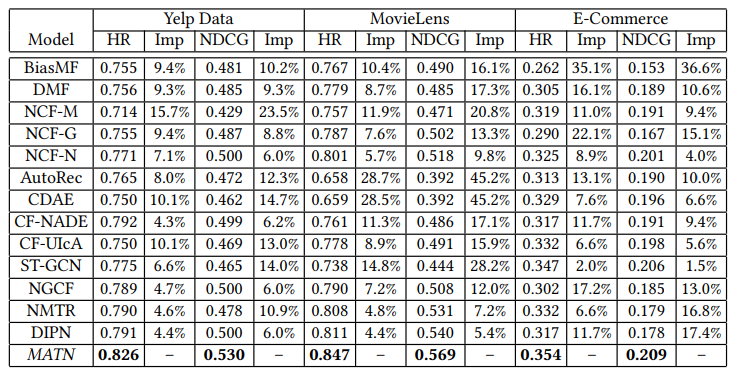 Yelp Data MovieLens E-Commerce
Model HR Imp NDCG Imp HR Imp NDCG Imp HR Imp NDCG Imp
BiasMF 0.755 9.4% 0.481 10.2% 0.767 10.4% 0.490 16.1% 0.262 35.1% 0.153 36.6%
DMF 0.756 9.3% 0.485 9.3% 0.779 8.7% 0.485 17.3% 0.305 16.1% 0.189 10.6%
NCF-M 0.714 15.7% 0.429 23.5% 0.757 11.9% 0.471 20.8% 0.319 11.0% 0.191 9.4%
NCF-G 0.755 9.4% 0.487 8.8% 0.787 7.6% 0.502 13.3% 0.290 22.1% 0.167 15.1%
NCF-N 0.771 7.1% 0.500 6.0% 0.801 5.7% 0.518 9.8% 0.325 8.9% 0.201 4.0%
AutoRec 0.765 8.0% 0.472 12.3% 0.658 28.7% 0.392 45.2% 0.313 13.1% 0.190 10.0%
CDAE 0.750 10.1% 0.462 14.7% 0.659 28.5% 0.392 45.2% 0.329 7.6% 0.196 6.6%
CF-NADE 0.792 4.3% 0.499 6.2% 0.761 11.3% 0.486 17.1% 0.317 11.7% 0.191 9.4%
CF-UIcA 0.750 10.1% 0.469 13.0% 0.778 8.9% 0.491 15.9% 0.332 6.6% 0.198 5.6%
ST-GCN 0.775 6.6% 0.465 14.0% 0.738 14.8% 0.444 28.2% 0.347 2.0% 0.206 1.5%
NGCF 0.789 4.7% 0.500 6.0% 0.790 7.2% 0.508 12.0% 0.302 17.2% 0.185 13.0%
NMTR 0.790 4.6% 0.478 10.9% 0.808 4.8% 0.531 7.2% 0.332 6.6% 0.179 16.8%
DIPN 0.791 4.4% 0.500 6.0% 0.811 4.4% 0.540 5.4% 0.317 11.7% 0.178 17.4%
MATN 0.826 – 0.530 – 0.847 – 0.569 – 0.354 – 0.209 –